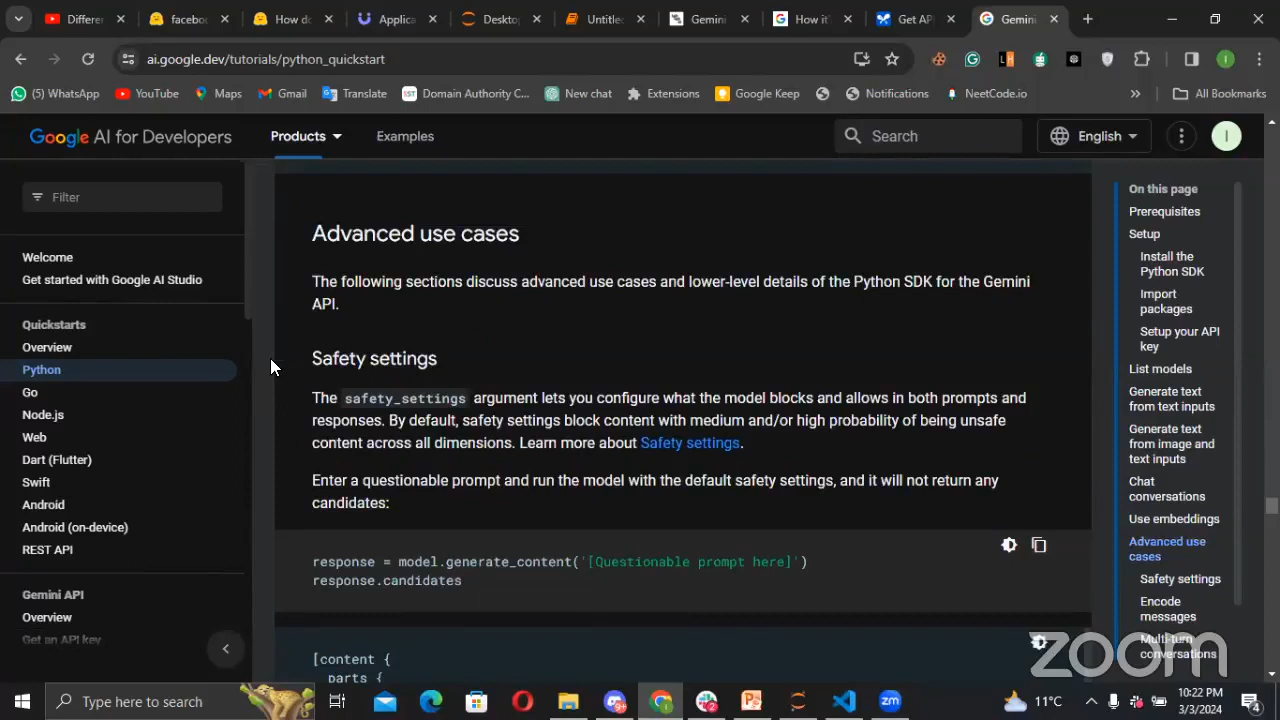 Differer
facebo
How do
Applica
Deskto
Untitle
Gemini
How it'
Get API
Gemini
ai.google.dev/tutorials/python_quickstart
(5) WhatsApp
YouTube
Maps
Gmail
Translate
Domain Authority C...
New chat
Extensions
Google Keep
Notifications
NeetCode.io
All Bookmarks
Google AI for Developers
Products
Examples
Search
English
I
Filter
Welcome
Get started with Google AI Studio
Quickstarts
Overview
Python
Go
Node.js
Web
Dart (Flutter)
Swift
Android
Android (on-device)
REST API
Gemini API
Overview
Get an API key
Advanced use cases
The following sections discuss advanced use cases and lower-level details of the Python SDK for the Gemini
API.
Safety settings
The safety_settings argument lets you configure what the model blocks and allows in both prompts and
responses. By default, safety settings block content with medium and/or high probability of being unsafe
content across all dimensions. Learn more about Safety settings.
Enter a questionable prompt and run the model with the default safety settings, and it will not return any
candidates:
response = model.generate_content('[Questionable prompt here]')
response.candidates
[content {
parts {
On this page
Prerequisites
Setup
Install the
Python SDK
Import
packages
Setup your API
key
List models
Generate text
from text inputs
Generate text
from image and
text inputs
Chat
conversations
Use embeddings
Advanced use
cases
Safety settings
Encode
messages
Multi-turn
conversations
zoom
Type here to search
11°C
10:22 PM
3/3/2024